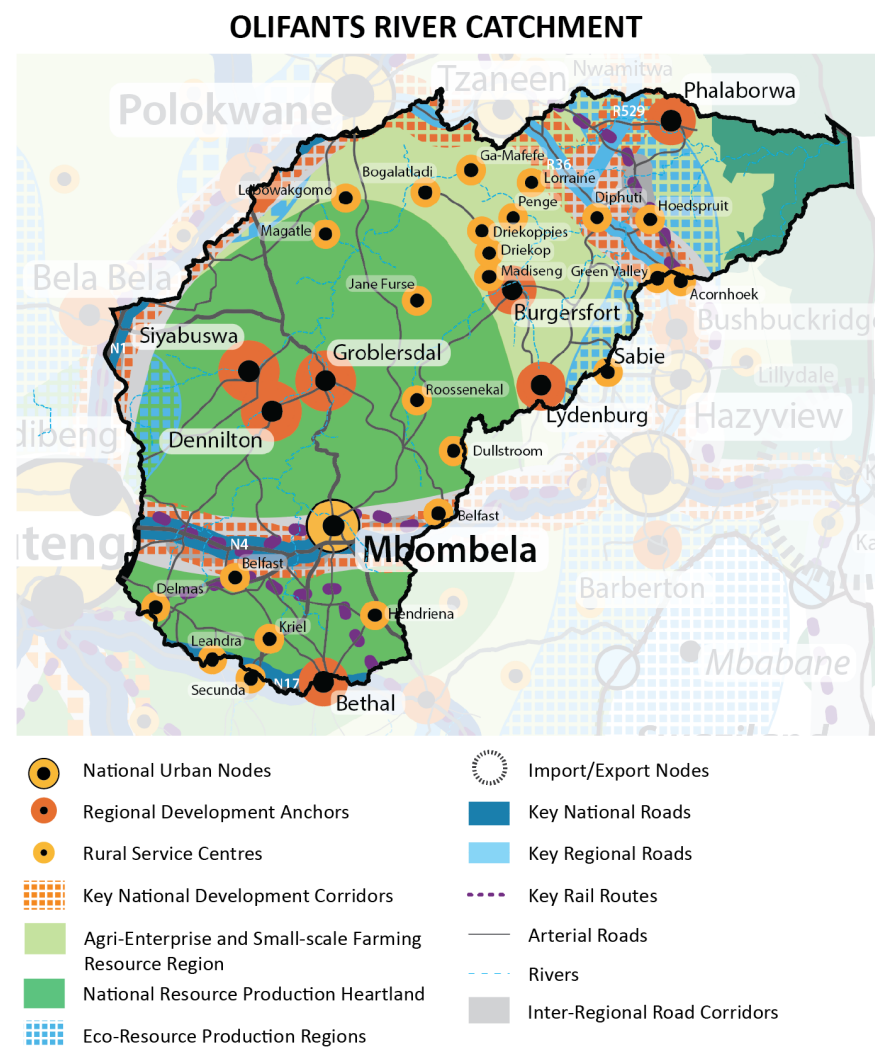 OLIFANTS RIVER CATCHMENT
Nwamitwa
Tzaneen
Polokwane
Phalaborwa
R529
Ga-Mafefe
R36
Bogalatladi
Lorraine
Lebowakgomo
Penge
Diphuti
Hoedspruit
Magatle
Driekoppies
Driekop
Bela Bela
Madiseng
Green Valley
Jane Furse
Acornhoek
Burgersfort
Bushbuckridge
Siyabuswa
N1
Groblersdal
Sabie
Lillydale
Roossenekal
Lydenburg
Hazyview
dibeng
Dennilton
Dullstroom
Belfast
uteng
N4
Mbombela
Belfast
Delmas
Barberton
Hendriena
Kriel
Leandra
Mbabane
Secunda
N17
Bethal
National Urban Nodes
Regional Development Anchors
Rural Service Centres
Key National Development Corridors
Agri-Enterprise and Small-scale Farming
Resource Region
National Resource Production Heartland
Eco-Resource Production Regions
Import/Export Nodes
Key National Roads
Key Regional Roads
Key Rail Routes
Arterial Roads
Rivers
Inter-Regional Road Corridors